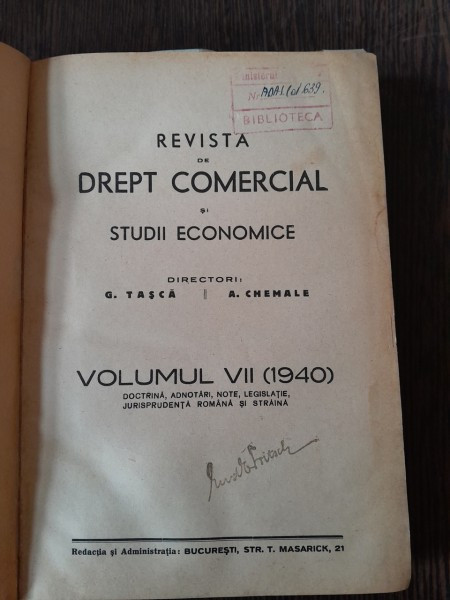 BIBLIOTECA
REVISTA
DE
DREPT COMERCIAL
și
STUDII ECONOMICE
DIRECTORI:
G. TAȘCĂ | A. CHEMALE
VOLUMUL VII (1940)
DOCTRINĂ, ADNOTĂRI, NOTE, LEGISLAȚIE,
JURISPRUDENȚĂ ROMÂNĂ ȘI STRĂINĂ
Redacția și Administrația: BUCUREȘTI, STR. T. MASARICK, 21